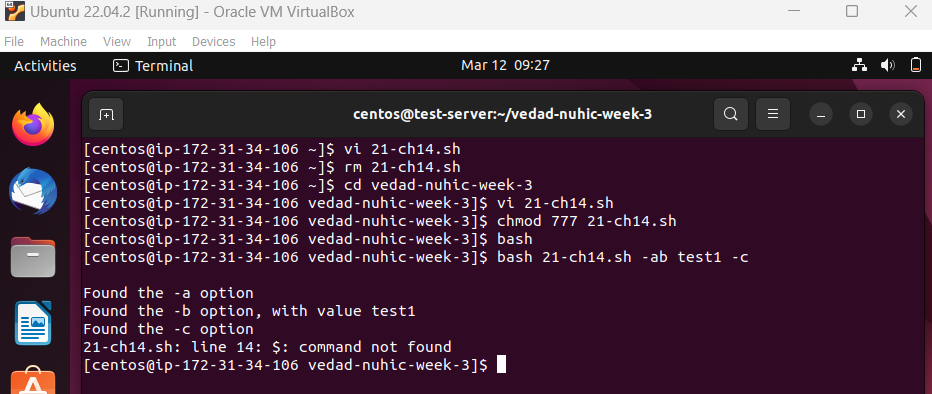 Ubuntu 22.04.2 [Running] - Oracle VM VirtualBox
File Machine View Input Devices Help
Activities Terminal Mar 12 09:27
centos@test-server:~/vedad-nuhic-week-3
[centos@ip-172-31-34-106 ~]$ vi 21-ch14.sh
[centos@ip-172-31-34-106 ~]$ rm 21-ch14.sh
[centos@ip-172-31-34-106 ~]$ cd vedad-nuhic-week-3
[centos@ip-172-31-34-106 vedad-nuhic-week-3]$ vi 21-ch14.sh
[centos@ip-172-31-34-106 vedad-nuhic-week-3]$ chmod 777 21-ch14.sh
[centos@ip-172-31-34-106 vedad-nuhic-week-3]$ bash
[centos@ip-172-31-34-106 vedad-nuhic-week-3]$ bash 21-ch14.sh -ab test1 -c
Found the -a option
Found the -b option, with value test1
Found the -c option
21-ch14.sh: line 14: $: command not found
[centos@ip-172-31-34-106 vedad-nuhic-week-3]$